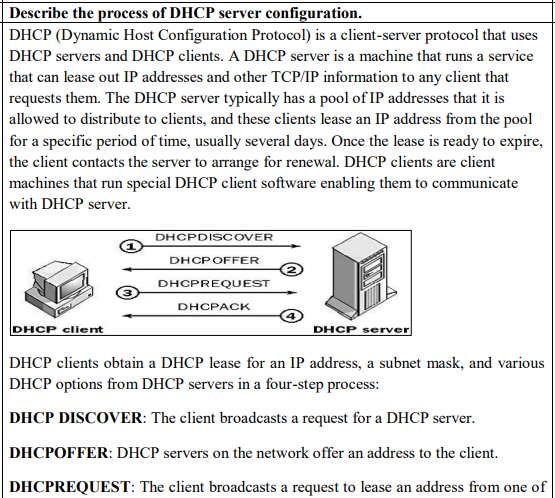 Describe the process of DHCP server configuration.
DHCP (Dynamic Host Configuration Protocol) is a client-server protocol that uses
DHCP servers and DHCP clients. A DHCP server is a machine that runs a service
that can lease out IP addresses and other TCP/IP information to any client that
requests them. The DHCP server typically has a pool of IP addresses that it is
allowed to distribute to clients, and these clients lease an IP address from the pool
for a specific period of time, usually several days. Once the lease is ready to expire,
the client contacts the server to arrange for renewal. DHCP clients are client
machines that run special DHCP client software enabling them to communicate
with DHCP server.
DHCPDISCOVER
1
DHCPOFFER
2
DHCPREQUEST
3
DHCPACK
4
DHCP client
DHCP server
DHCP clients obtain a DHCP lease for an IP address, a subnet mask, and various
DHCP options from DHCP servers in a four-step process:
DHCP DISCOVER: The client broadcasts a request for a DHCP server.
DHCPOFFER: DHCP servers on the network offer an address to the client.
DHCPREQUEST: The client broadcasts a request to lease an address from one of